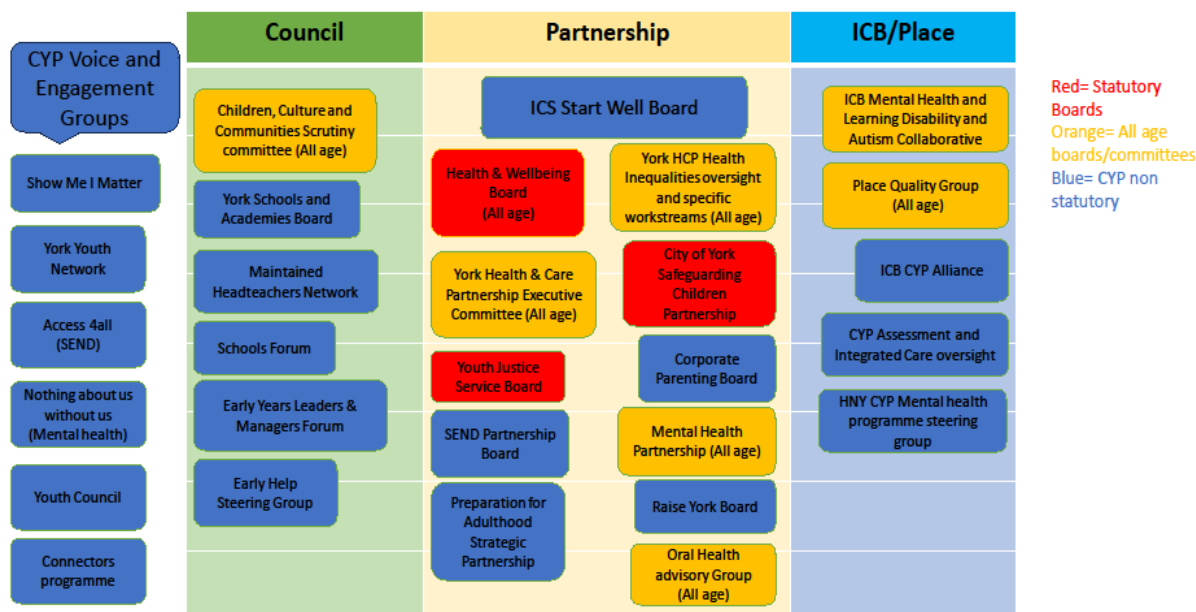 CYP Voice and
Engagement
Groups
Show Me I Matter
York Youth
Network
Access 4all
(SEND)
Nothing about us
without us
(Mental health)
Youth Council
Connectors
programme
Council
Children, Culture and
Communities Scrutiny
committee (All age)
York Schools and
Academies Board
Maintained
Headteachers Network
Schools Forum
Early Years Leaders &
Managers Forum
Early Help
Steering Group
Partnership
ICS Start Well Board
Health & Wellbeing
Board
(All age)
York HCP Health
Inequalities oversight
and specific
workstreams (All age)
York Health & Care
Partnership Executive
Committee (All age)
City of York
Safeguarding
Children
Partnership
Youth Justice
Service Board
Corporate
Parenting Board
SEND Partnership
Board
Mental Health
Partnership (All age)
Preparation for
Adulthood
Strategic
Partnership
Raise York Board
Oral Health
advisory Group
(All age)
ICB/Place
ICB Mental Health and
Learning Disability and
Autism Collaborative
Place Quality Group
(All age)
ICB CYP Alliance
CYP Assessment and
Integrated Care oversight
HNY CYP Mental health
programme steering
group
Red= Statutory
Boards
Orange= All age
boards/committees
Blue= CYP non
statutory